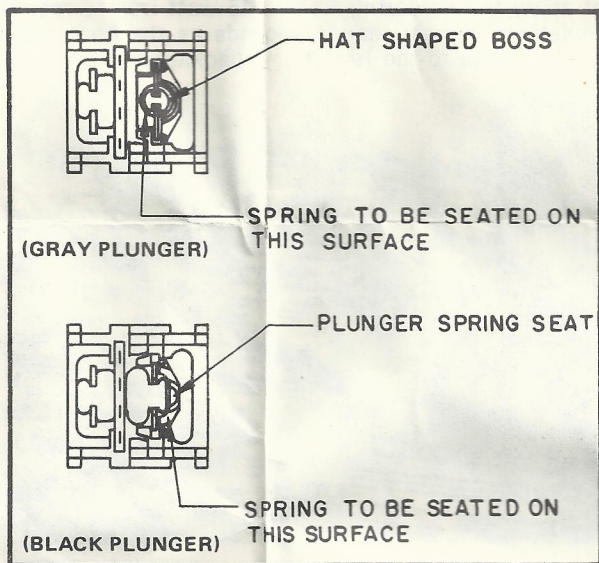 HAT SHAPED BOSS
SPRING TO BE SEATED ON
THIS SURFACE
(GRAY PLUNGER)
PLUNGER SPRING SEAT
SPRING TO BE SEATED ON
THIS SURFACE
(BLACK PLUNGER)